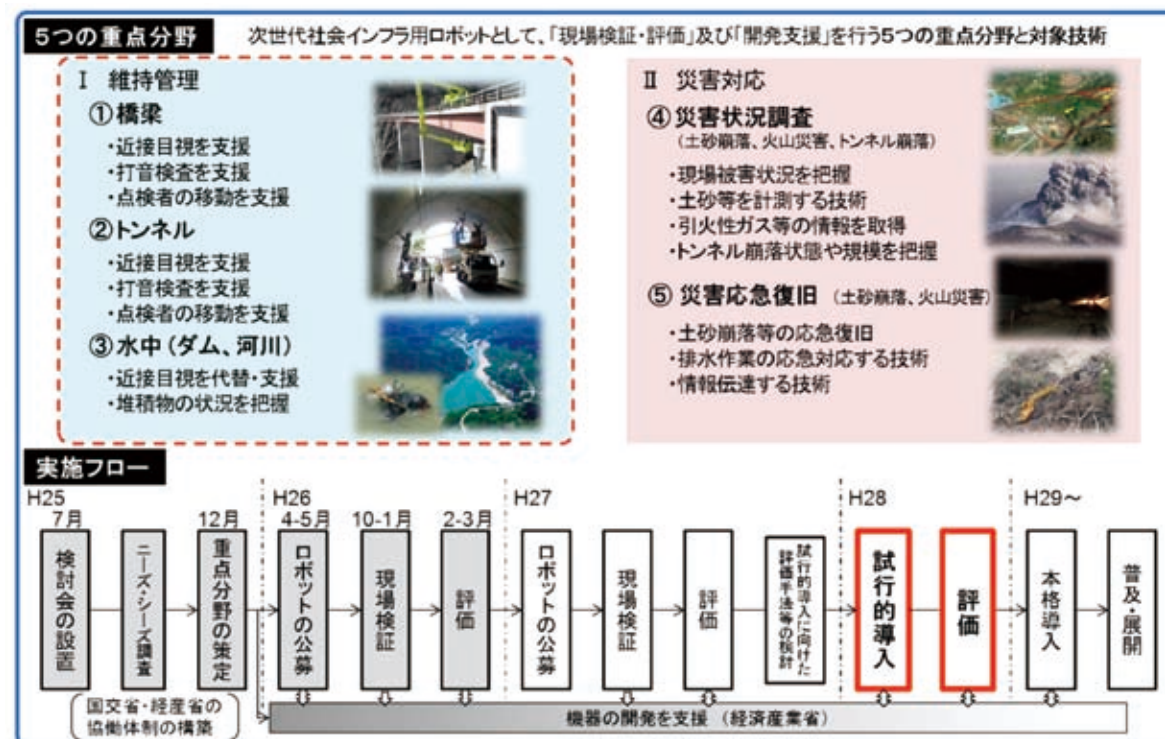 5つの重点分野
次世代社会インフラ用ロボットとして、「現場検証・評価」及び「開発支援」を行う5つの重点分野と対象技術
Ⅰ 維持管理
①橋梁
・近接目視を支援
・打音検査を支援
・点検者の移動を支援
②トンネル
・近接目視を支援
・打音検査を支援
・点検者の移動を支援
③水中(ダム、河川)
・近接目視を代替・支援
・堆積物の状況を把握
Ⅱ 災害対応
④災害状況調査
(土砂崩落、火山災害、トンネル崩落)
・現場被害状況を把握
・土砂等を計測する技術
・引火性ガス等の情報を取得
・トンネル崩落状態や規模を把握
⑤ 災害応急復旧 (土砂崩落、火山災害)
・土砂崩落等の応急復旧
・排水作業の応急対応する技術
・情報伝達する技術
実施フロー
H25
7月
検討会の設置
ニーズ・シーズ調査
12月
重点分野の策定
H26
4-5月
ロボットの公募
10-1月
現場検証
2-3月
評価
H27
ロボットの公募
現場検証
評価
試行的導入に向けた
評価手法等の検討
H28
試行的導入
評価
H29～
本格導入
普及・展開
国交省・経産省の
協働体制の構築
機器の開発を支援 (経済産業省)